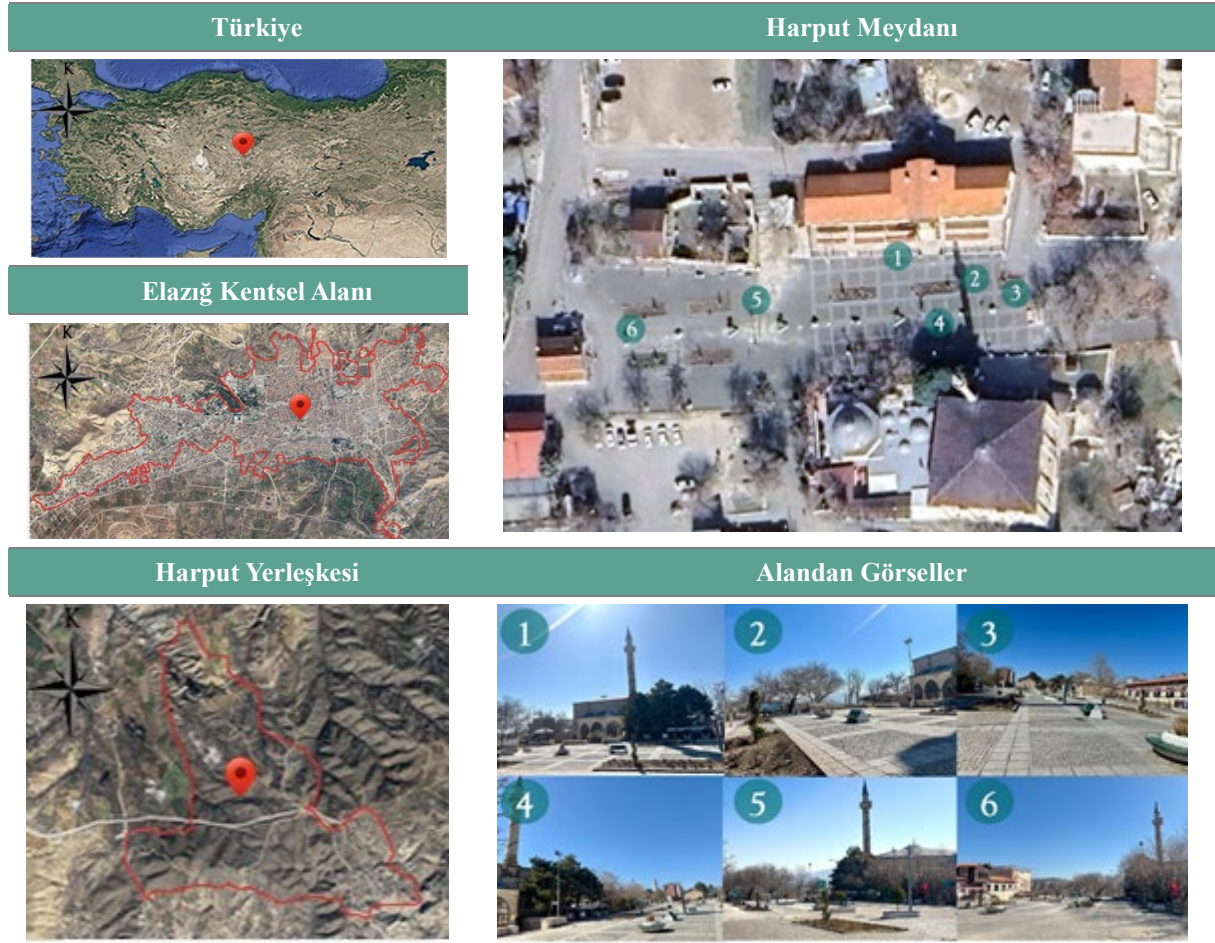 Türkiye
Harput Meydanı
K
1
2
3
4
5
6
Elazığ Kentsel Alanı
K
Harput Yerleşkesi
Alandan Görseller
K
1
2
3
4
5
6